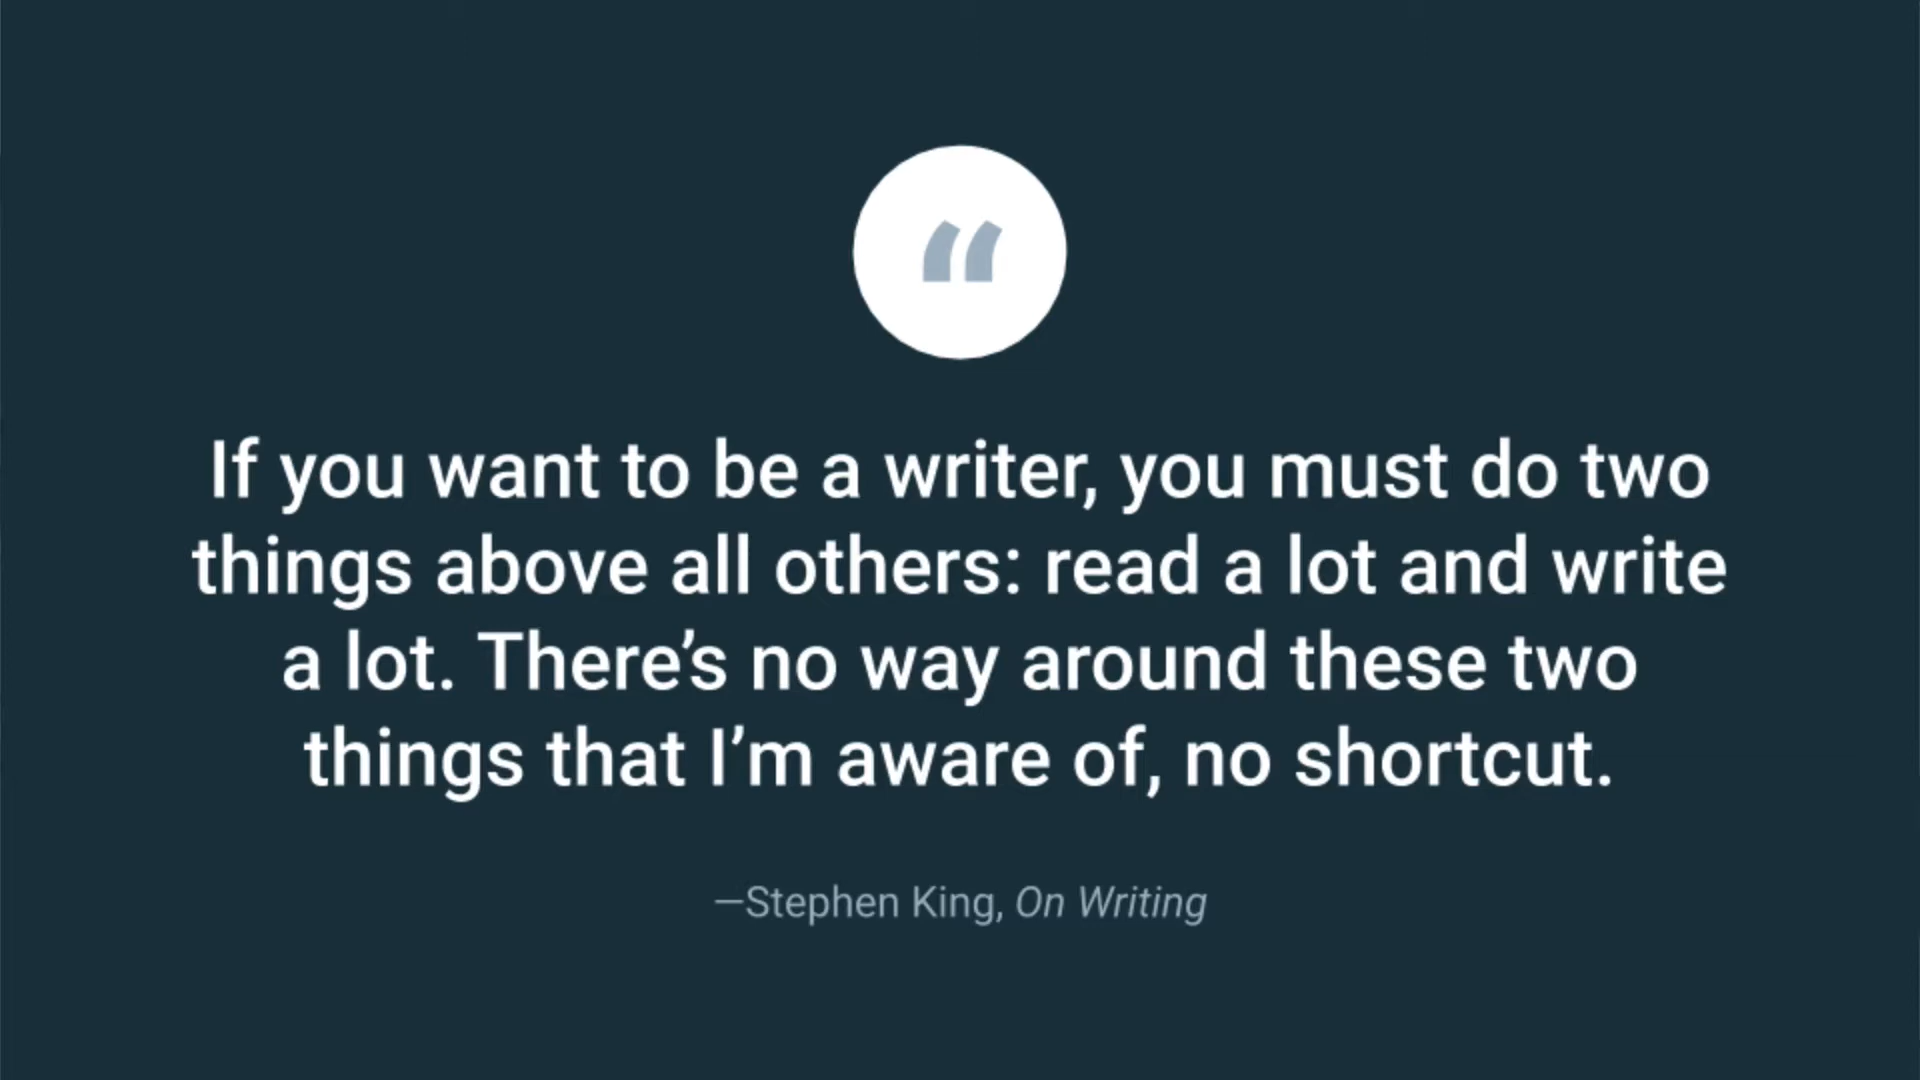 “
If you want to be a writer, you must do two
things above all others: read a lot and write
a lot. There’s no way around these two
things that I’m aware of, no shortcut.
—Stephen King, On Writing